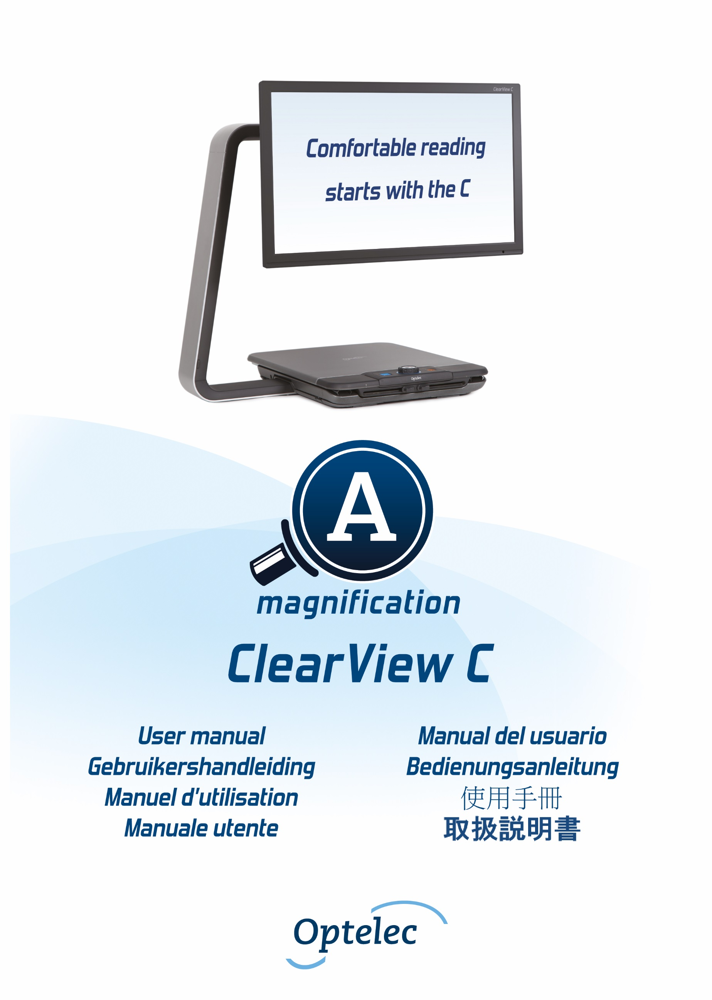 ClearView C
Comfortable reading
starts with the C
Optelec
A
magnification
ClearView C
User manual
Gebruikershandleiding
Manuel d'utilisation
Manuale utente
Manual del usuario
Bedienungsanleitung
使用手冊
取扱説明書
Optelec